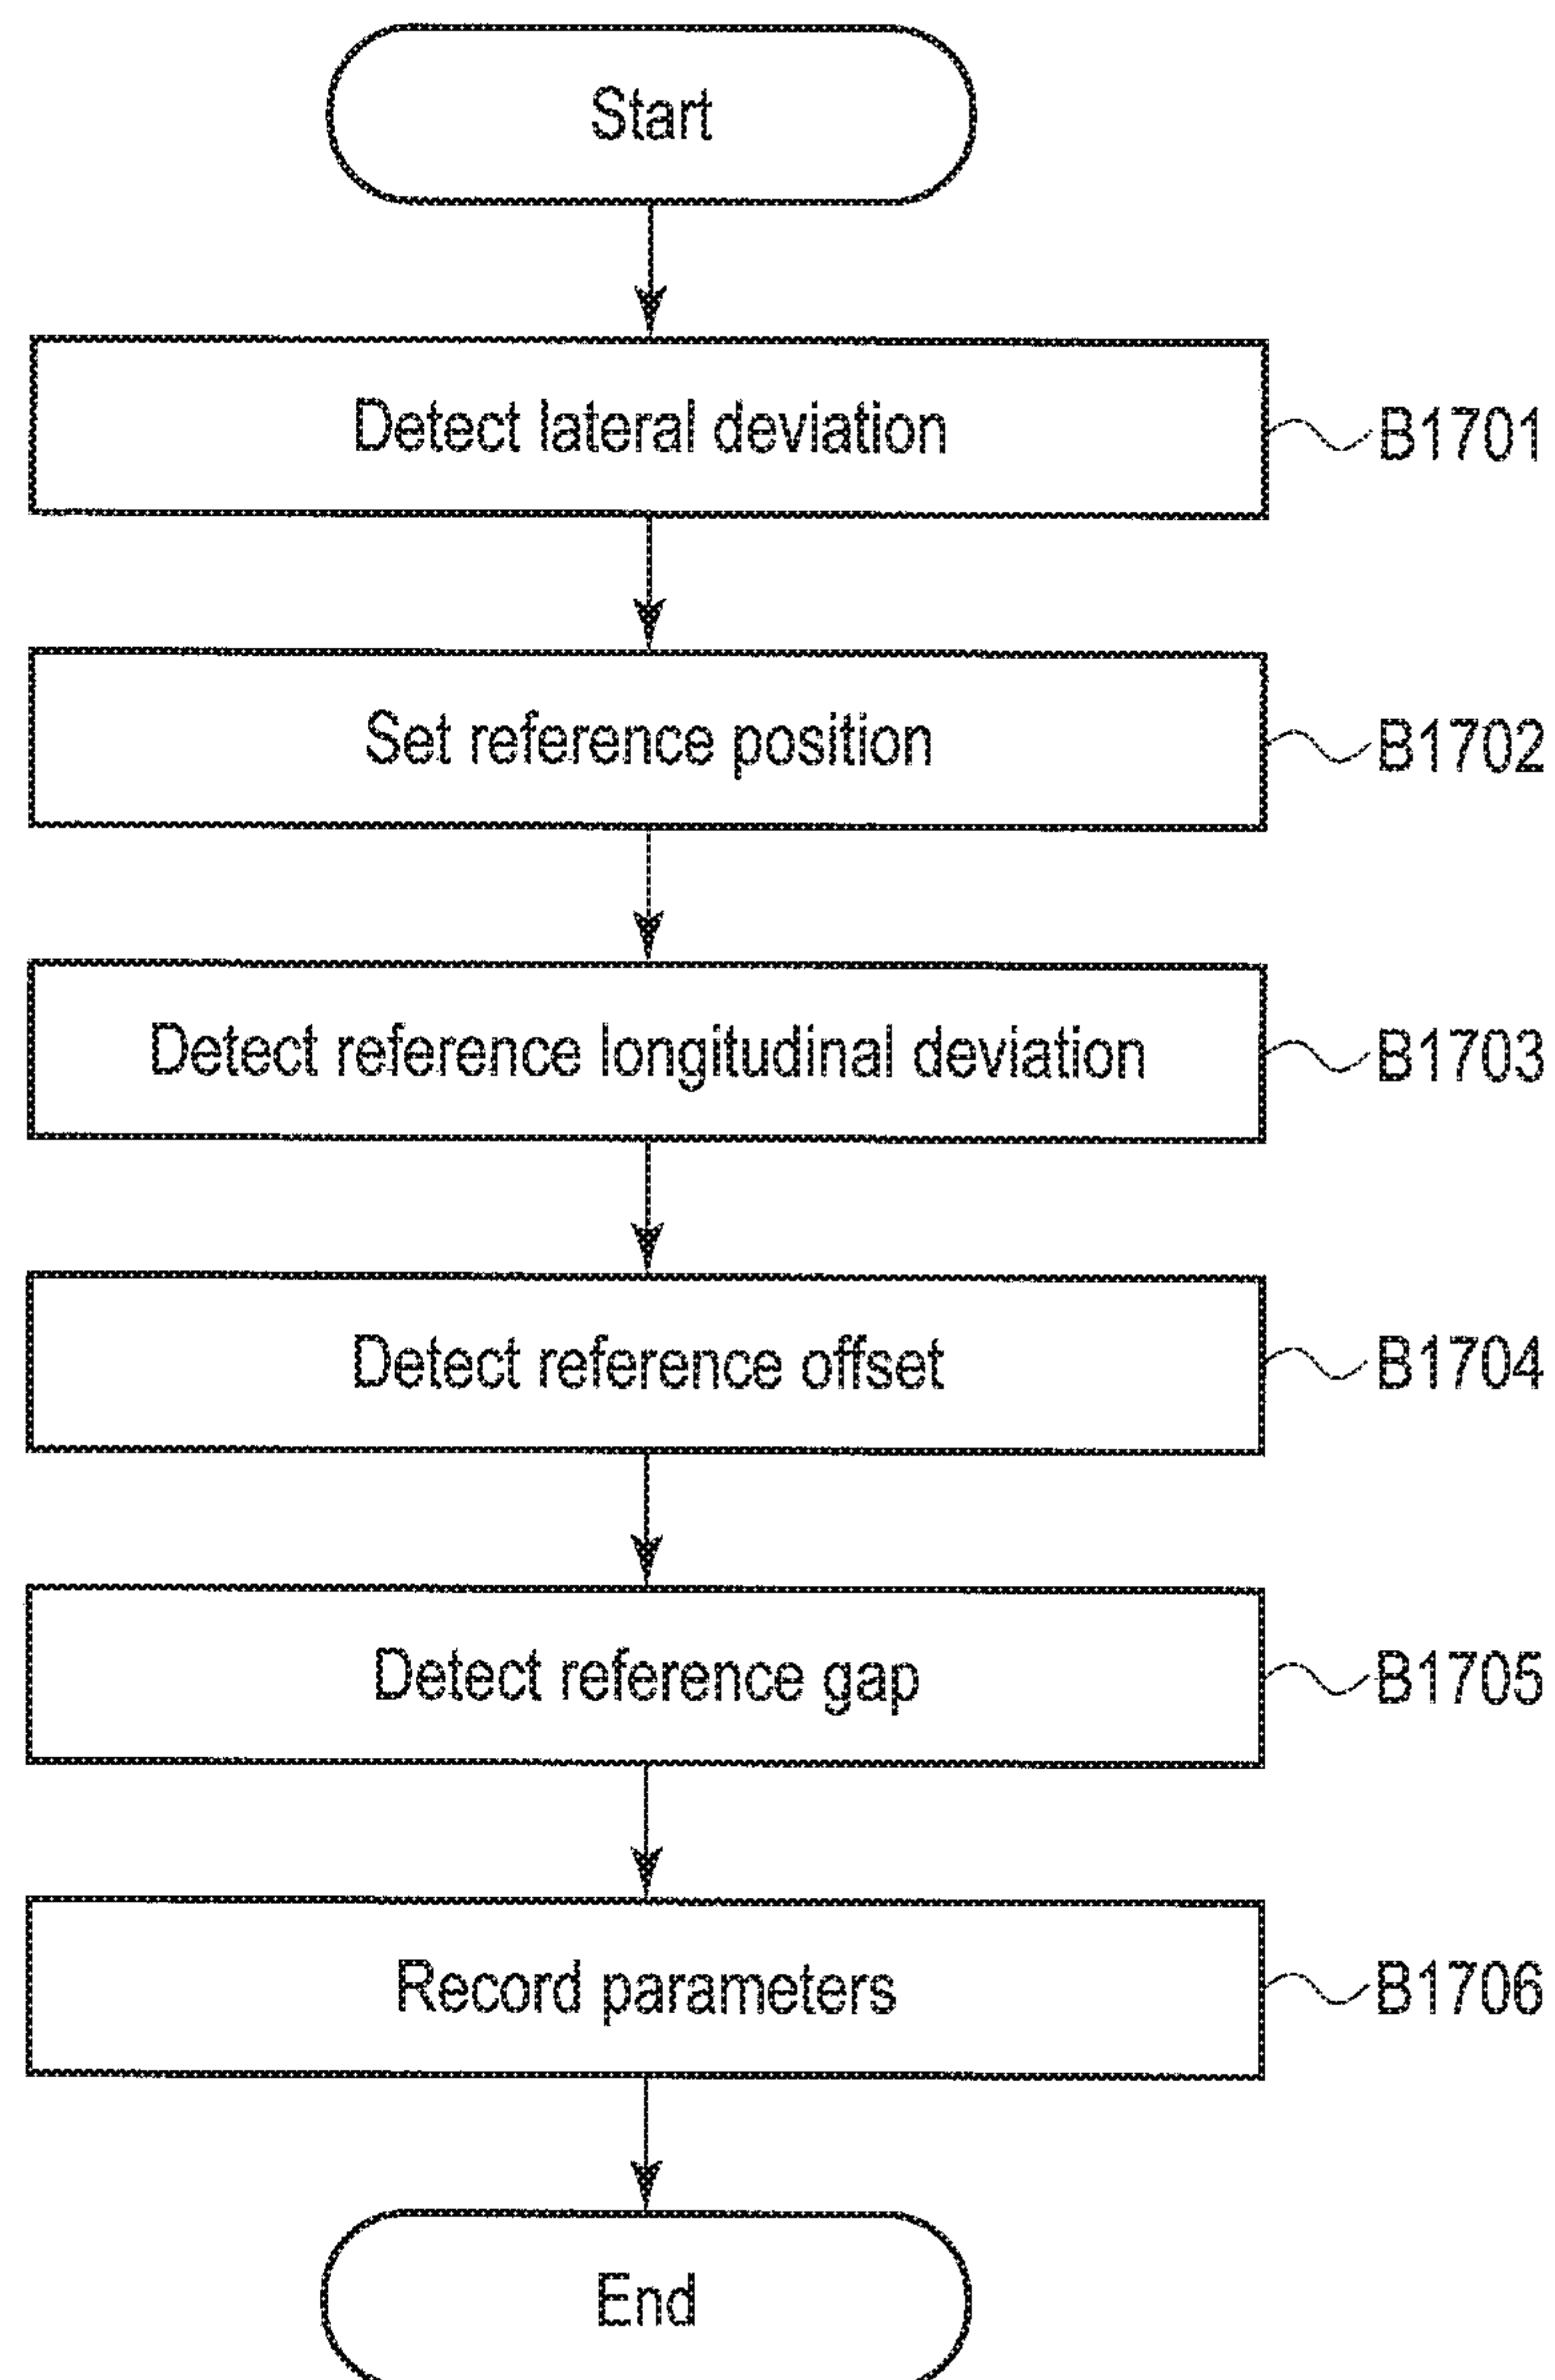 Start
Detect lateral deviation
B1701
Set reference position
B1702
Detect reference longitudinal deviation
B1703
Detect reference offset
B1704
Detect reference gap
B1705
Record parameters
B1706
End